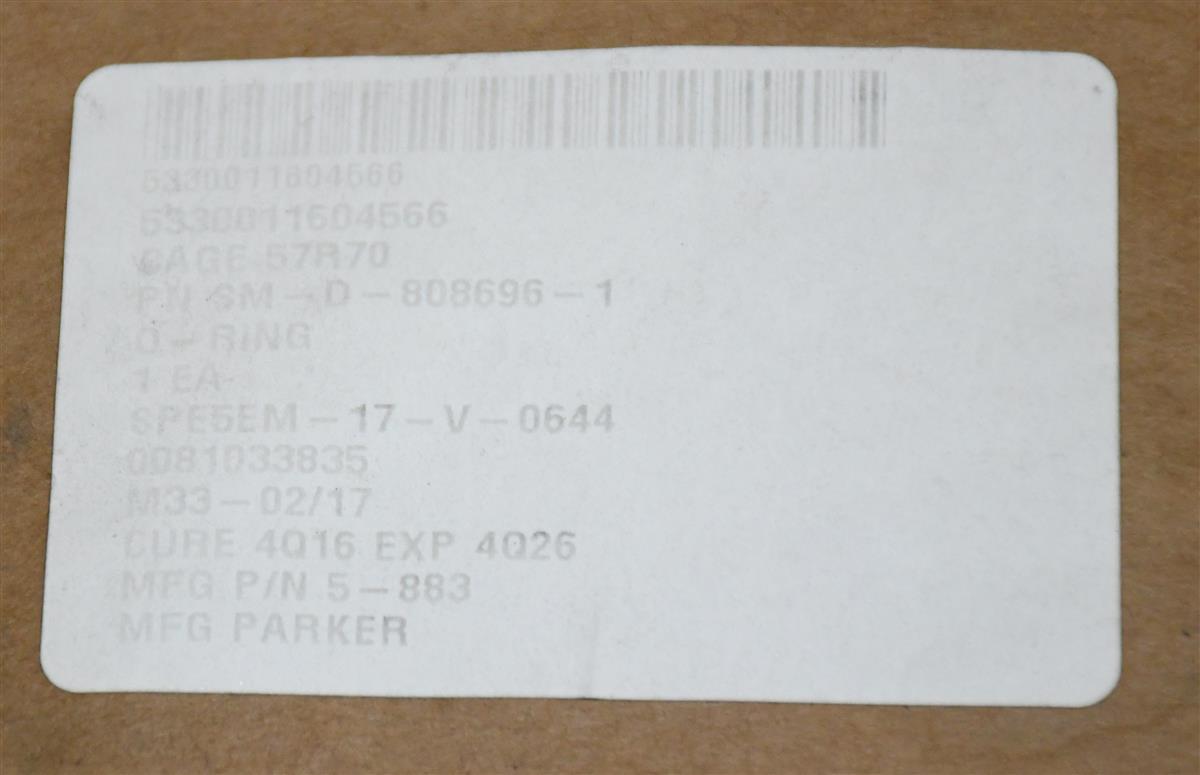 5330011604566
5330011604566
CAGE 57R70
PN SM-D-808696-1
O-RING
1 EA
SPE5EM-17-V-0644
0081033835
M33-02/17
CURE 4Q16 EXP 4Q26
MFG P/N 5-883
MFG PARKER